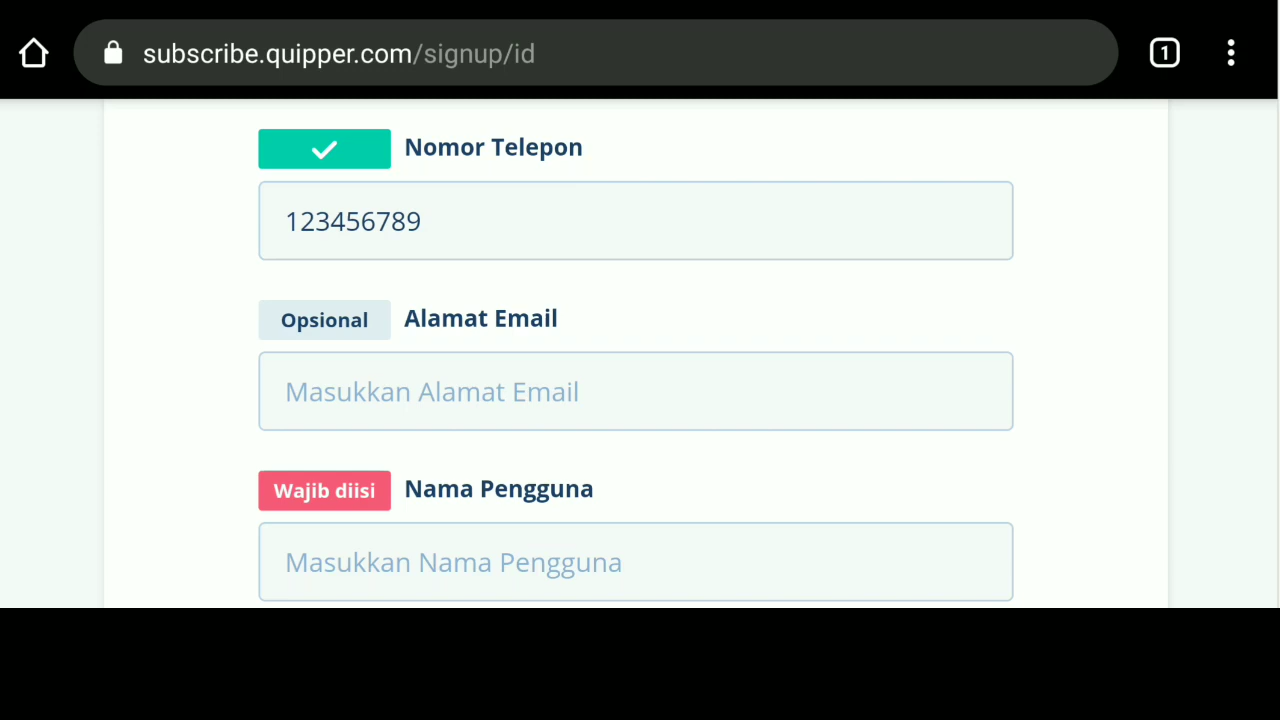 subscribe.quipper.com/signup/id
1
Nomor Telepon
123456789
Opsional Alamat Email
Masukkan Alamat Email
Wajib diisi Nama Pengguna
Masukkan Nama Pengguna